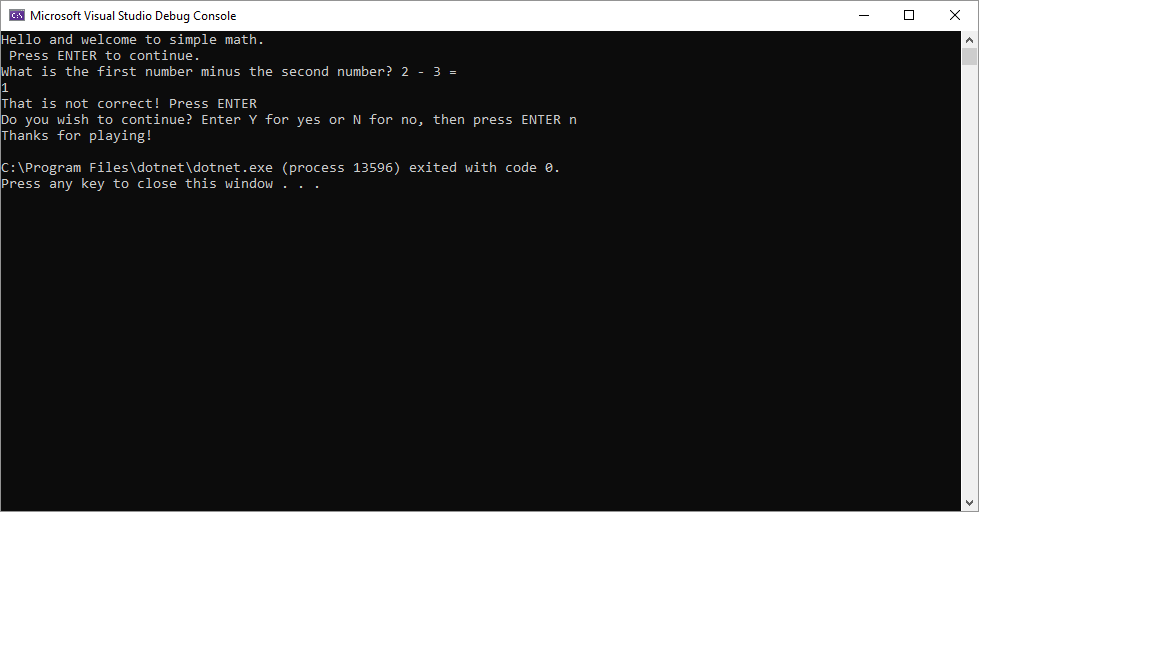 Microsoft Visual Studio Debug Console
Hello and welcome to simple math.
 Press ENTER to continue.
What is the first number minus the second number? 2 - 3 =
1
That is not correct! Press ENTER
Do you wish to continue? Enter Y for yes or N for no, then press ENTER n
Thanks for playing!

C:\Program Files\dotnet\dotnet.exe (process 13596) exited with code 0.
Press any key to close this window . . .